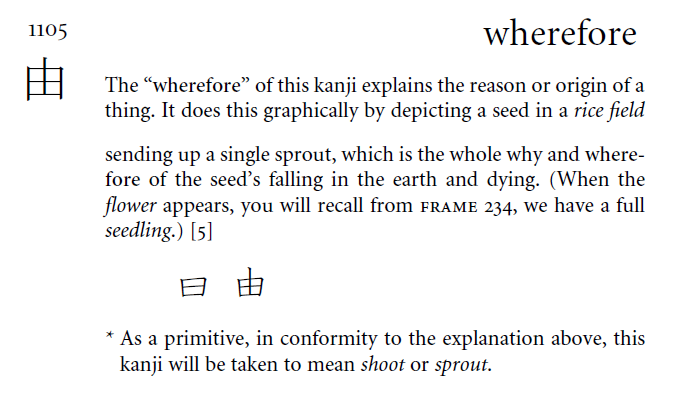 1105 wherefore
由
The “wherefore” of this kanji explains the reason or origin of a
thing. It does this graphically by depicting a seed in a rice field
sending up a single sprout, which is the whole why and where-
fore of the seed’s falling in the earth and dying. (When the
flower appears, you will recall from FRAME 234, we have a full
seedling.) [5]
曰 由
* As a primitive, in conformity to the explanation above, this
kanji will be taken to mean shoot or sprout.